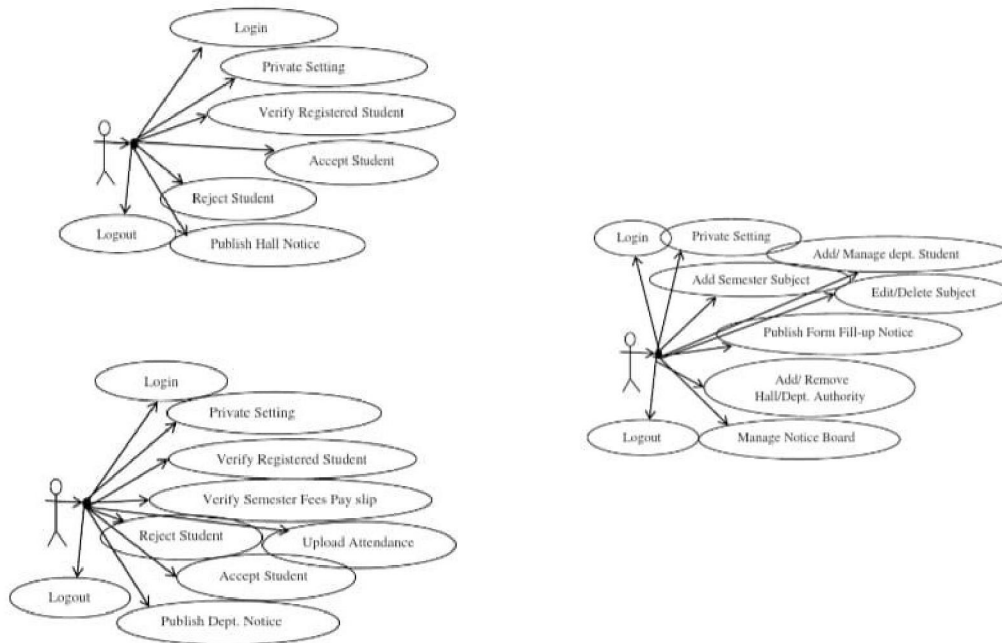 Login
Private Setting
Verify Registered Student
Accept Student
Reject Student
Logout
Publish Hall Notice
Login
Private Setting
Add/ Manage dept. Student
Add Semester Subject
Edit/Delete Subject
Publish Form Fill-up Notice
Add/ Remove
Hall/Dept. Authority
Logout
Manage Notice Board
Login
Private Setting
Verify Registered Student
Verify Semester Fees Pay slip
Reject Student
Upload Attendance
Accept Student
Logout
Publish Dept. Notice